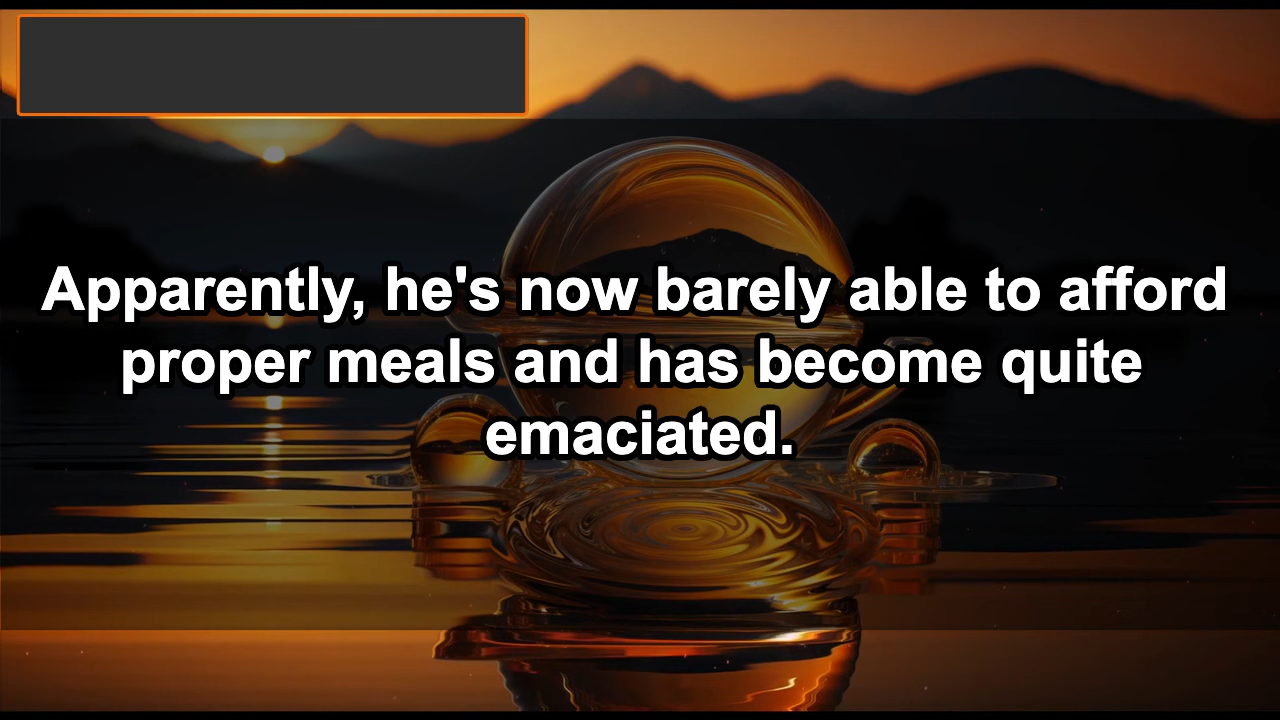 Apparently, he's now barely able to afford
proper meals and has become quite
emaciated.